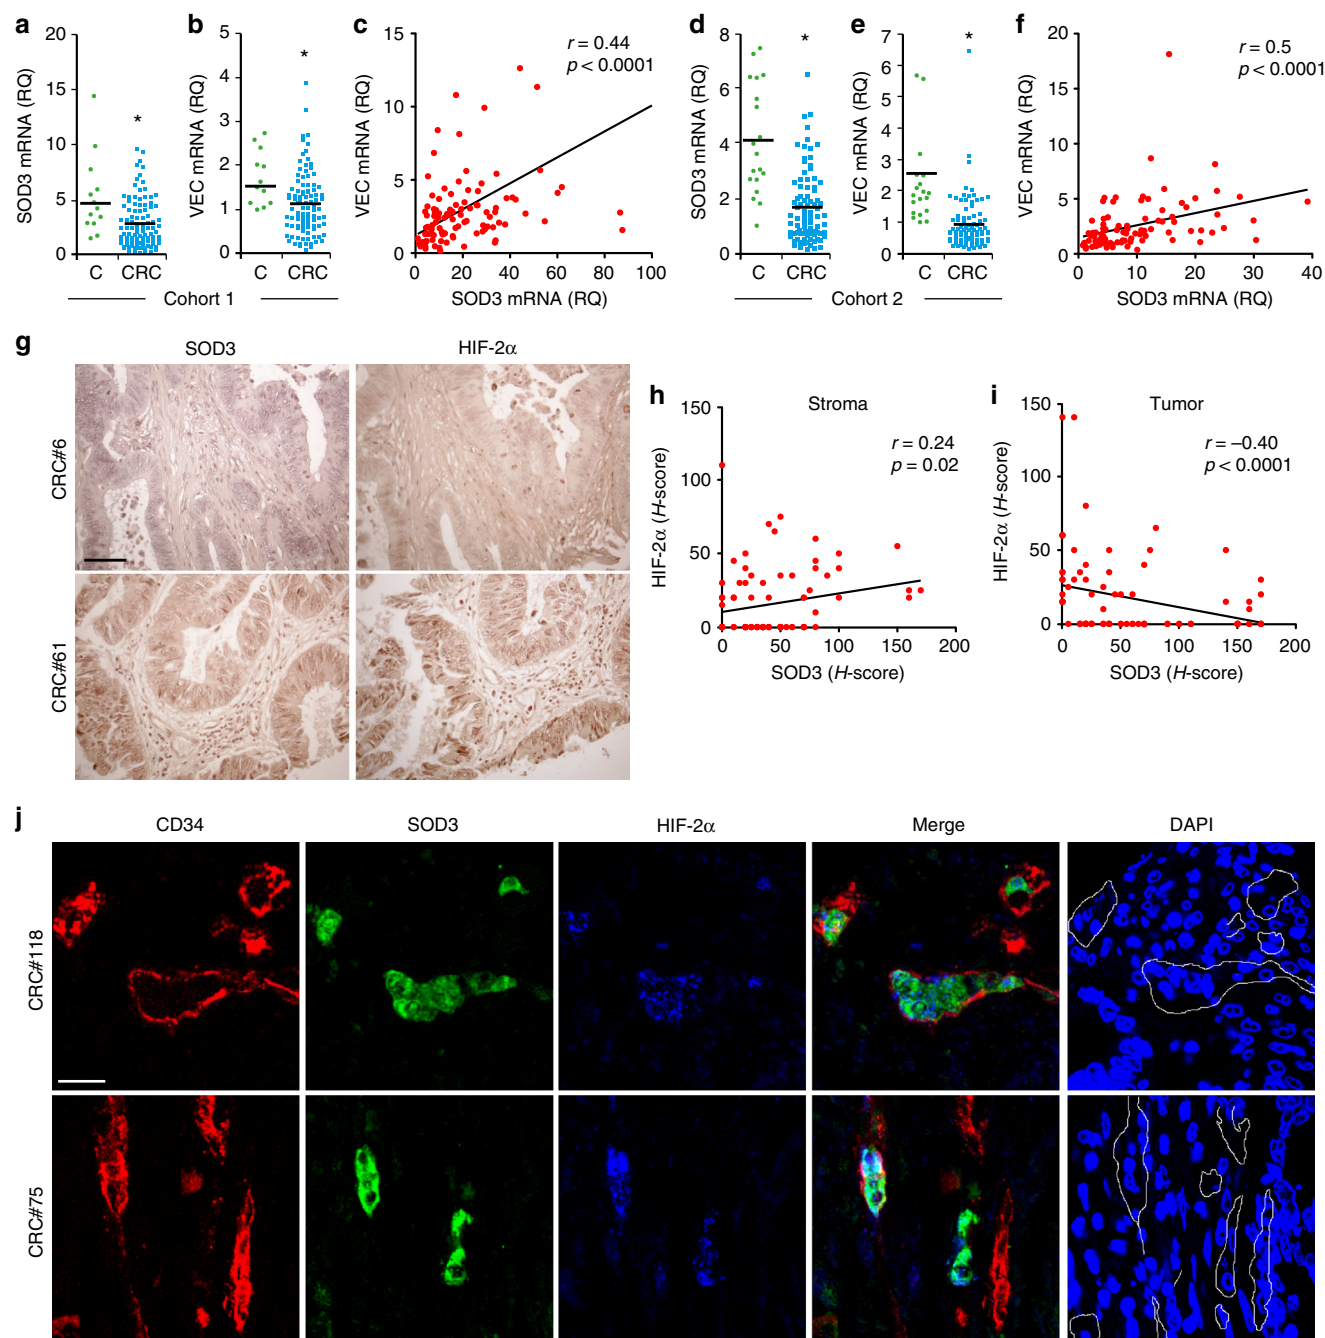 a
SOD3 mRNA (RQ)
20
15
10
5
0
*
C
CRC
b
VEC mRNA (RQ)
5
4
3
2
1
0
*
C
CRC
Cohort 1
c
VEC mRNA (RQ)
15
10
5
0
r = 0.44
p < 0.0001
0 20 40 60 80 100
SOD3 mRNA (RQ)
d
SOD3 mRNA (RQ)
8
6
4
2
0
*
C
CRC
e
VEC mRNA (RQ)
7
6
5
4
3
2
1
0
*
C
CRC
Cohort 2
f
VEC mRNA (RQ)
20
15
10
5
0
r = 0.5
p < 0.0001
0 10 20 30 40
SOD3 mRNA (RQ)
g
SOD3
HIF-2α
CRC#6
CRC#61
h
Stroma
HIF-2α (H-score)
150
100
50
0
r = 0.24
p = 0.02
0 50 100 150 200
SOD3 (H-score)
i
Tumor
HIF-2α (H-score)
150
100
50
0
r = −0.40
p < 0.0001
0 50 100 150 200
SOD3 (H-score)
j
CD34
SOD3
HIF-2α
Merge
DAPI
CRC#118
CRC#75